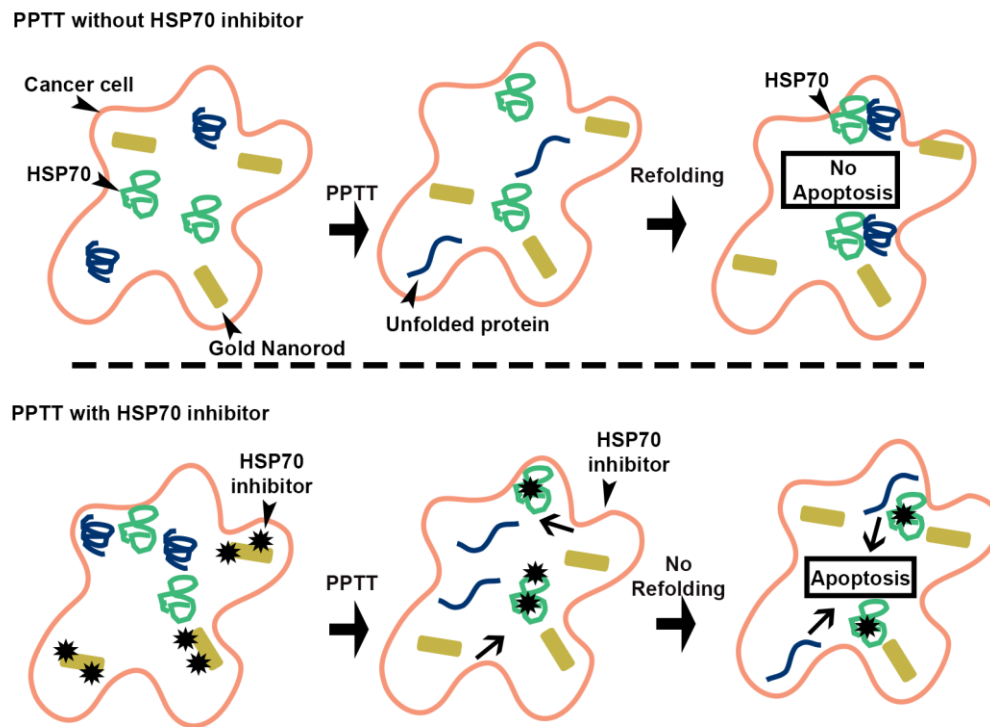 PPTT without HSP70 inhibitor
Cancer cell
HSP70
PPTT
Gold Nanorod
Unfolded protein
Refolding
HSP70
No
Apoptosis
PPTT with HSP70 inhibitor
HSP70
inhibitor
PPTT
HSP70
inhibitor
No
Refolding
Apoptosis